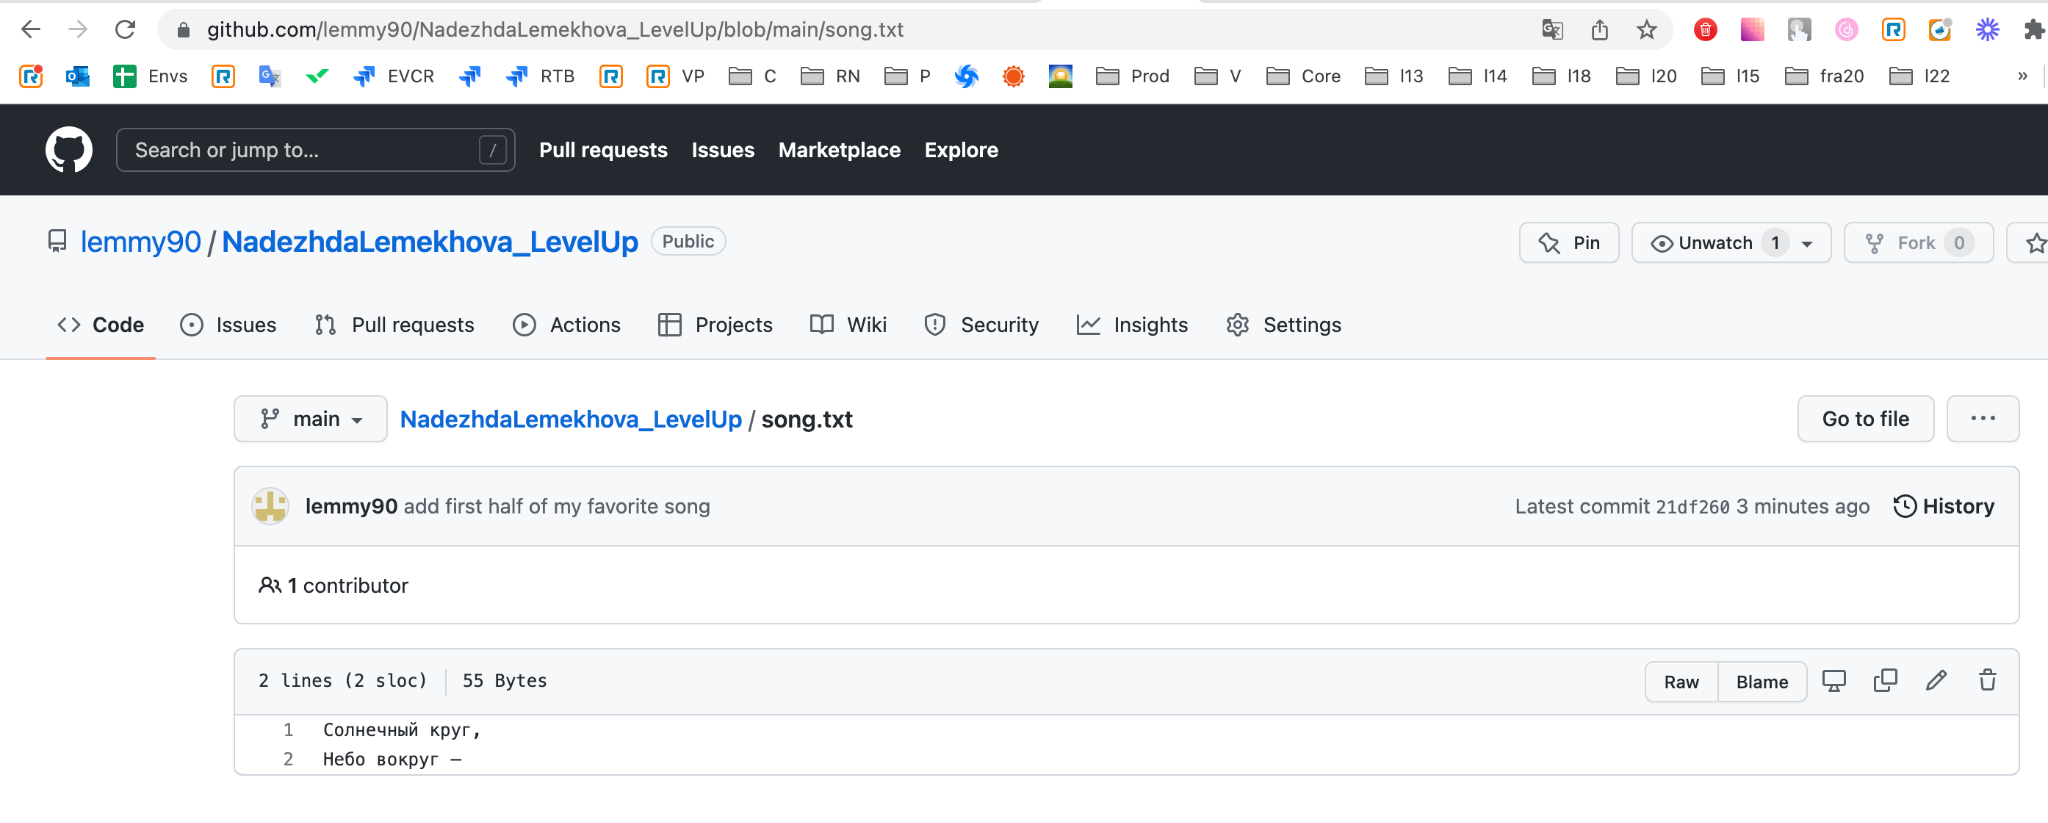 github.com/lemmy90/NadezhdaLemekhova_LevelUp/blob/main/song.txt
Envs EVCR RTB VP C RN P Prod V Core I13 I14 I18 I20 I15 fra20 I22 »
Search or jump to... / Pull requests Issues Marketplace Explore
lemmy90 / NadezhdaLemekhova_LevelUp Public Pin Unwatch 1 Fork 0
Code Issues Pull requests Actions Projects Wiki Security Insights Settings
main NadezhdaLemekhova_LevelUp / song.txt Go to file ...
lemmy90 add first half of my favorite song Latest commit 21df260 3 minutes ago History
1 contributor
2 lines (2 sloc) 55 Bytes Raw Blame
1 Солнечный круг,
2 Небо вокруг —